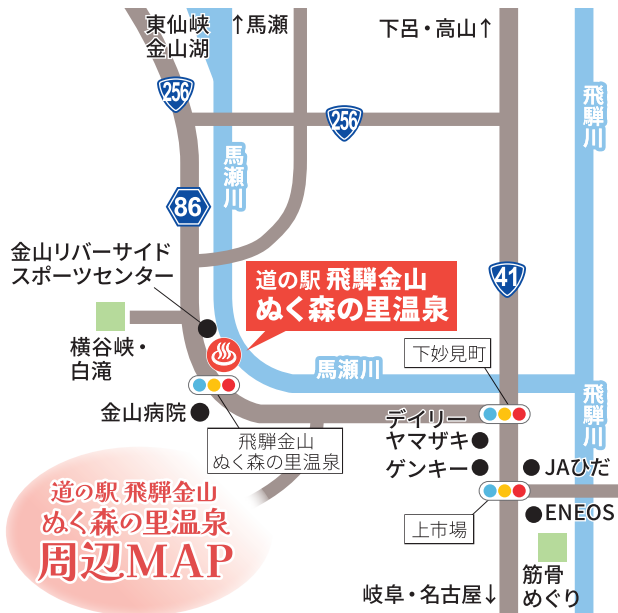 東仙峡
金山湖
↑馬瀬
下呂・高山↑
256
256
飛騨川
馬瀬川
86
金山リバーサイド
スポーツセンター
道の駅 飛騨金山
ぬく森の里温泉
41
横谷峡・
白滝
下妙見町
馬瀬川
飛騨川
金山病院
飛騨金山
ぬく森の里温泉
デイリー
ヤマザキ
ゲンキー
JAひだ
道の駅 飛騨金山
ぬく森の里温泉
周辺MAP
上市場
ENEOS
筋骨
めぐり
岐阜・名古屋↓